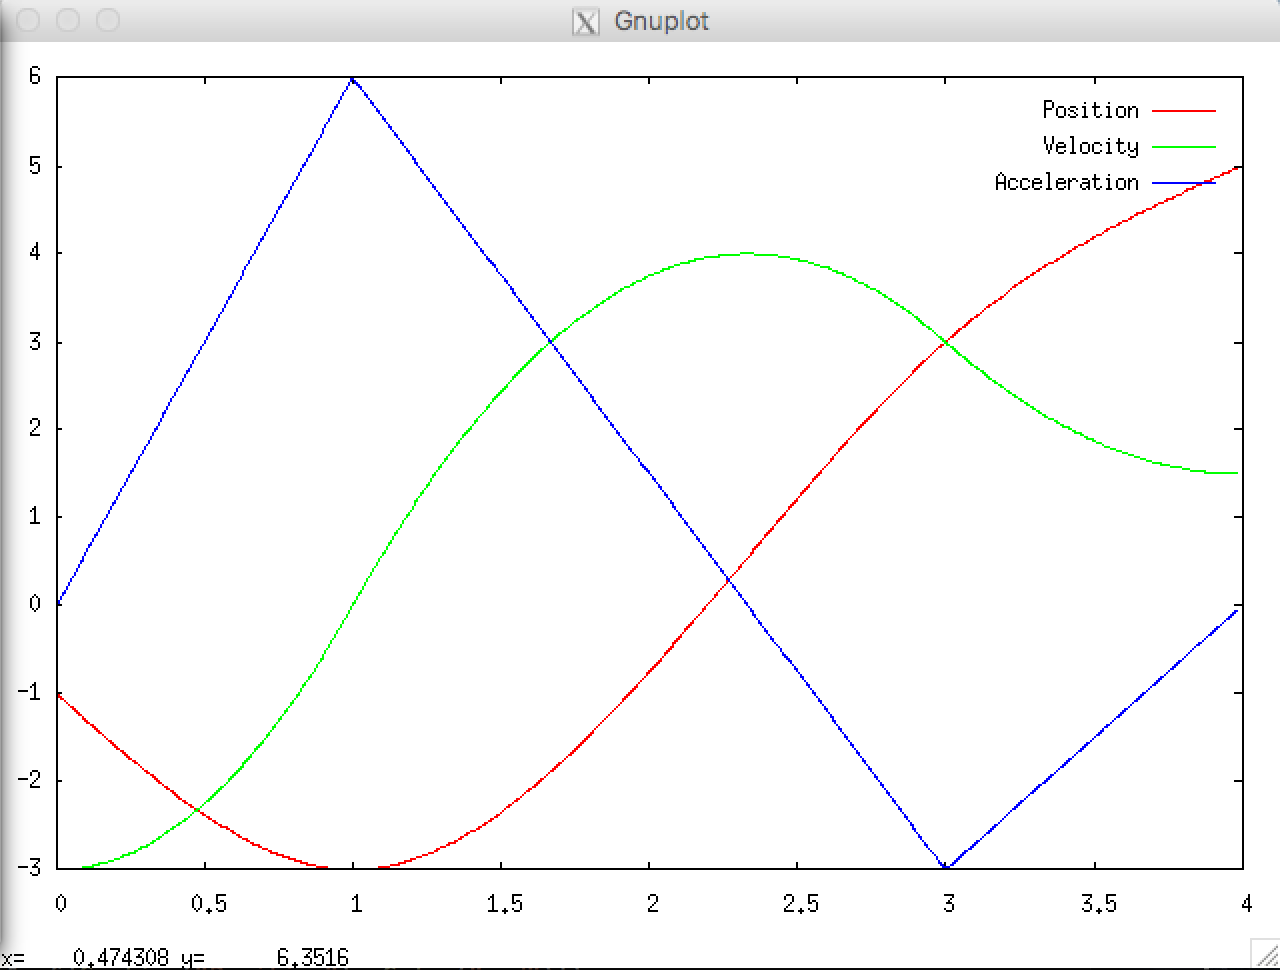 Gnuplot
Position
Velocity
Acceleration
6
5
4
3
2
1
0
-1
-2
-3
0 0.5 1 1.5 2 2.5 3 3.5 4
x= 0.474308 y= 6.3516